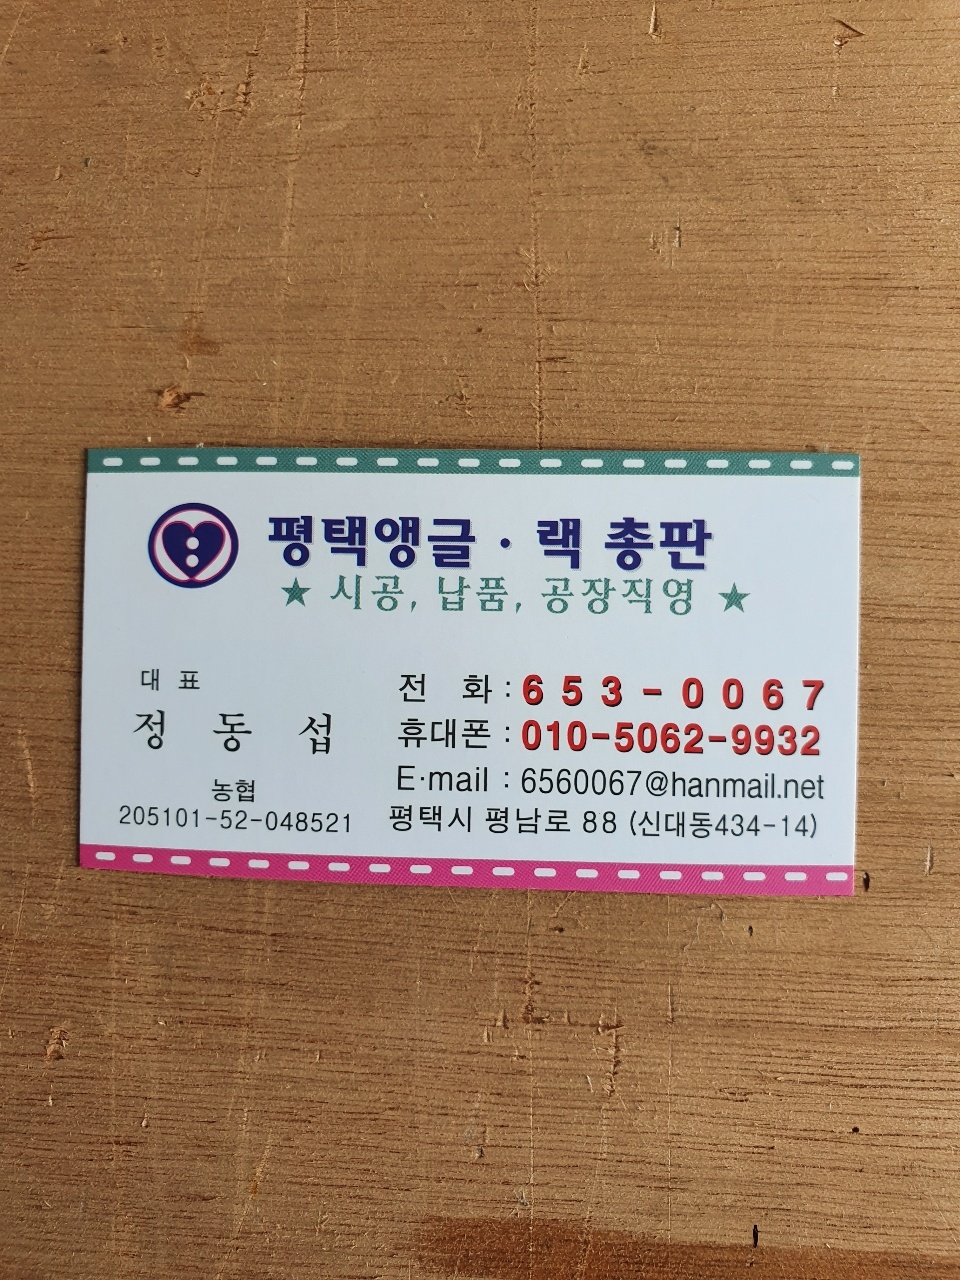 평택앵글 · 랙 총판
★ 시공, 납품, 공장직영 ★
대 표
정 동 섭
농협
205101-52-048521
전 화 : 653-0067
휴대폰 : 010-5062-9932
E·mail : 6560067@hanmail.net
평택시 평남로 88 (신대동434-14)